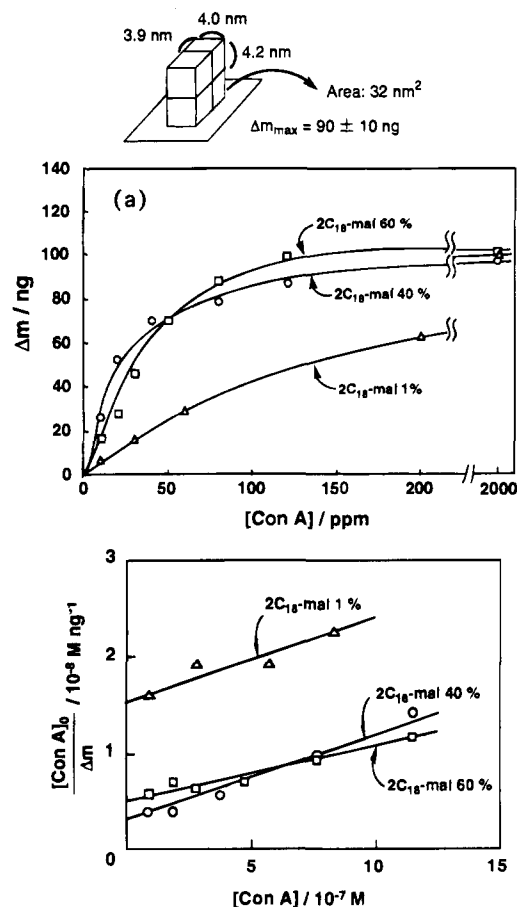 4.0 nm
3.9 nm
4.2 nm
Area: 32 nm²
Δm_max = 90 ± 10 ng
(a)
Δm / ng
140
120
100
80
60
40
20
0
2C₁₈-mal 60 %
2C₁₈-mal 40 %
2C₁₈-mal 1%
0 50 100 150 200 2000
[Con A] / ppm
[Con A]₀ / Δm / 10⁻⁸ M ng⁻¹
3
2
1
0
2C₁₈-mal 1 %
2C₁₈-mal 40 %
2C₁₈-mal 60 %
5 10 15
[Con A] / 10⁻⁷ M